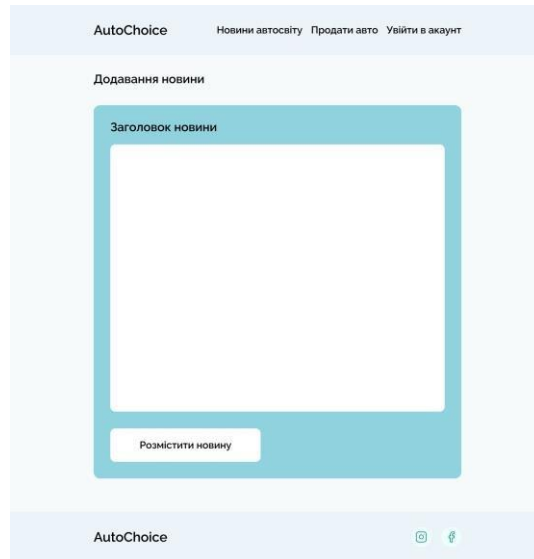 AutoChoice Новини автосвіту Продати авто Увійти в акаунт
Додавання новини
Заголовок новини
Розмістити новину
AutoChoice